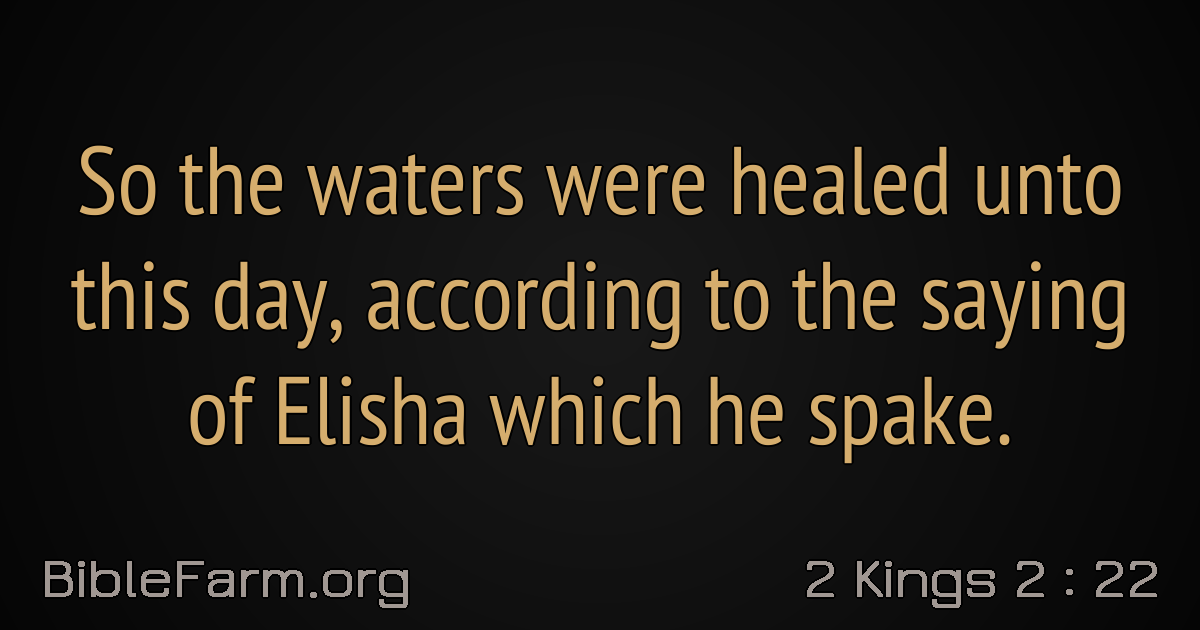 So the waters were healed unto
this day, according to the saying
of Elisha which he spake.
BibleFarm.org
2 Kings 2 : 22